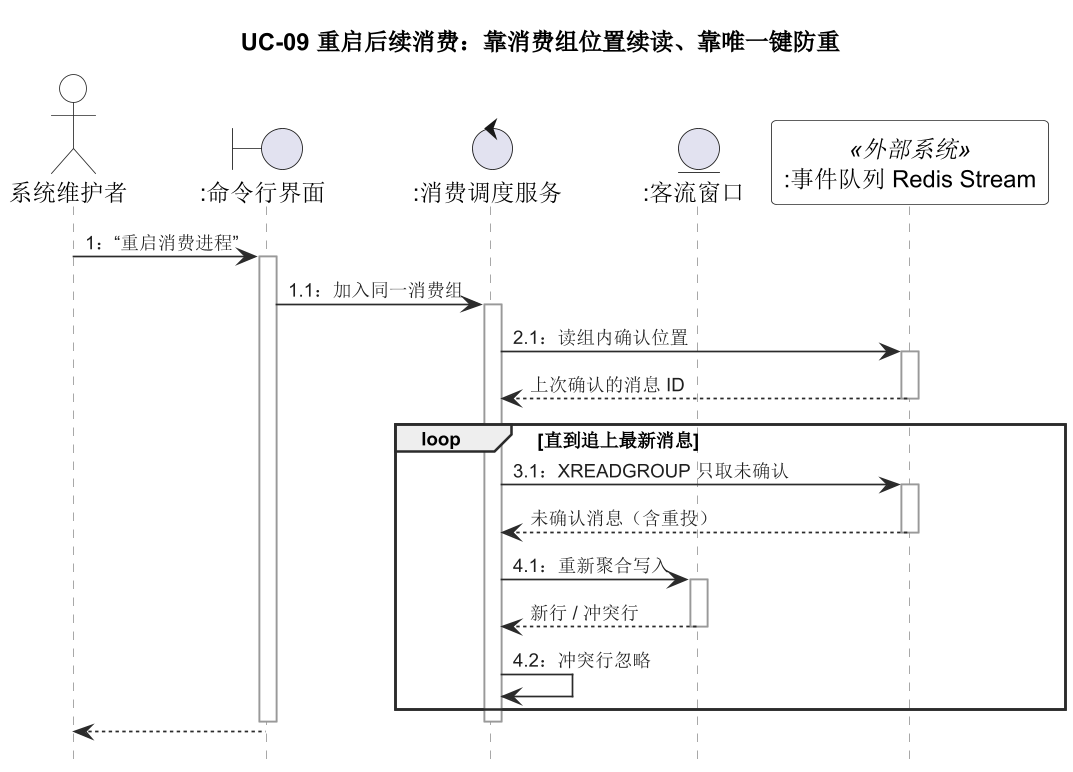 UC-09 重启后续消费：靠消费组位置续读、靠唯一键防重
系统维护者
:命令行界面
:消费调度服务
:客流窗口
«外部系统»
:事件队列 Redis Stream
1：“重启消费进程”
1.1：加入同一消费组
2.1：读组内确认位置
上次确认的消息 ID
loop
[直到追上最新消息]
3.1：XREADGROUP 只取未确认
未确认消息（含重投）
4.1：重新聚合写入
新行 / 冲突行
4.2：冲突行忽略